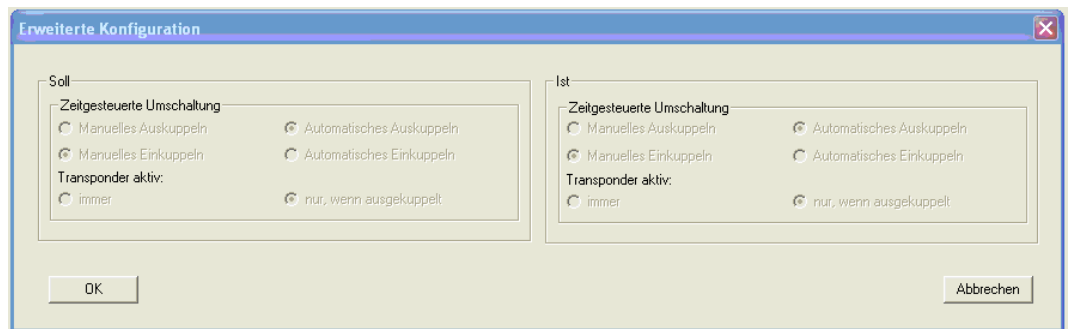 Erweiterte Konfiguration
Soll
Zeitgesteuerte Umschaltung
Manuelles Auskuppeln Automatisches Auskuppeln
Manuelles Einkuppeln Automatisches Einkuppeln
Transponder aktiv:
immer nur, wenn ausgekuppelt
Ist
Zeitgesteuerte Umschaltung
Manuelles Auskuppeln Automatisches Auskuppeln
Manuelles Einkuppeln Automatisches Einkuppeln
Transponder aktiv:
immer nur, wenn ausgekuppelt
OK Abbrechen